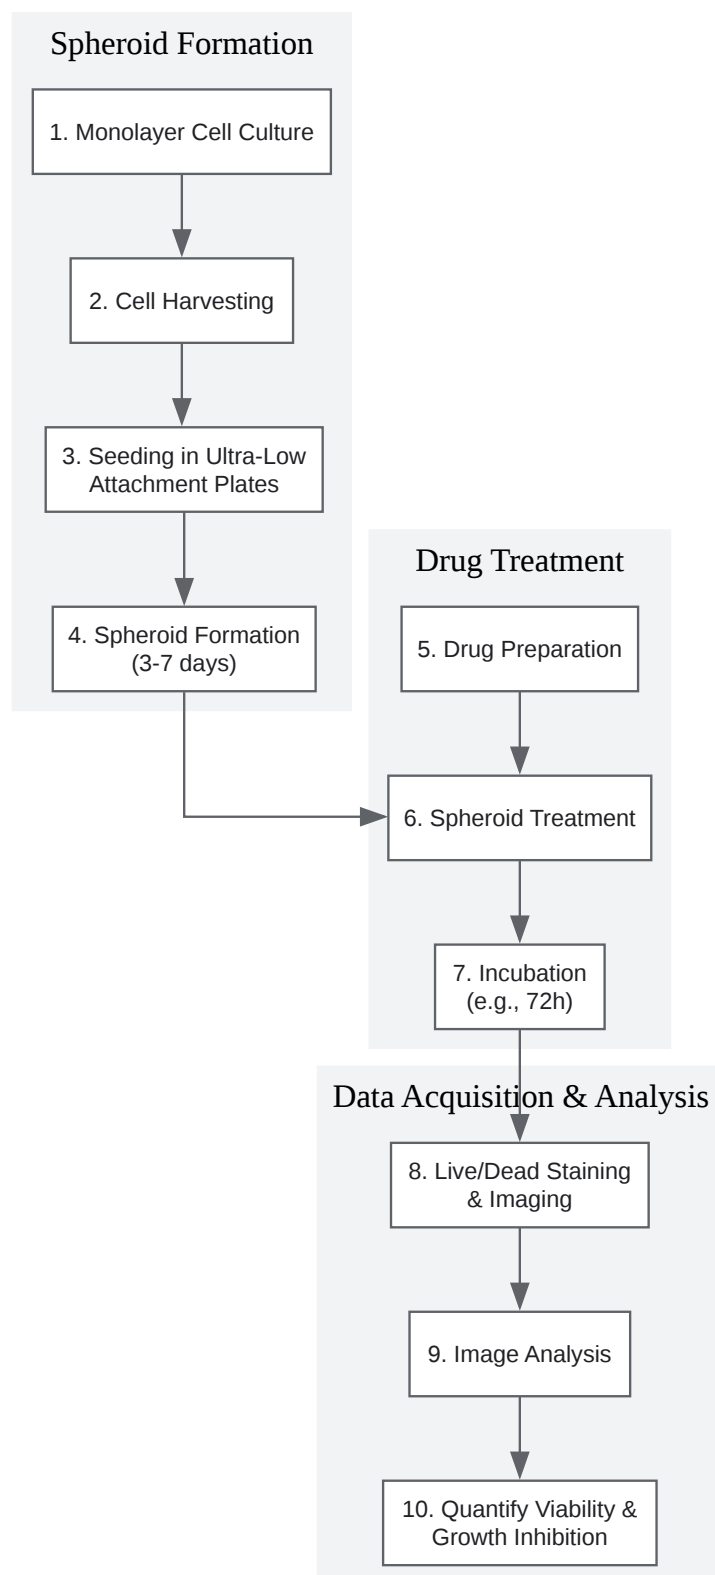 Spheroid Formation
1. Monolayer Cell Culture
2. Cell Harvesting
3. Seeding in Ultra-Low
Attachment Plates
4. Spheroid Formation
(3-7 days)
Drug Treatment
5. Drug Preparation
6. Spheroid Treatment
7. Incubation
(e.g., 72h)
Data Acquisition & Analysis
8. Live/Dead Staining
& Imaging
9. Image Analysis
10. Quantify Viability &
Growth Inhibition